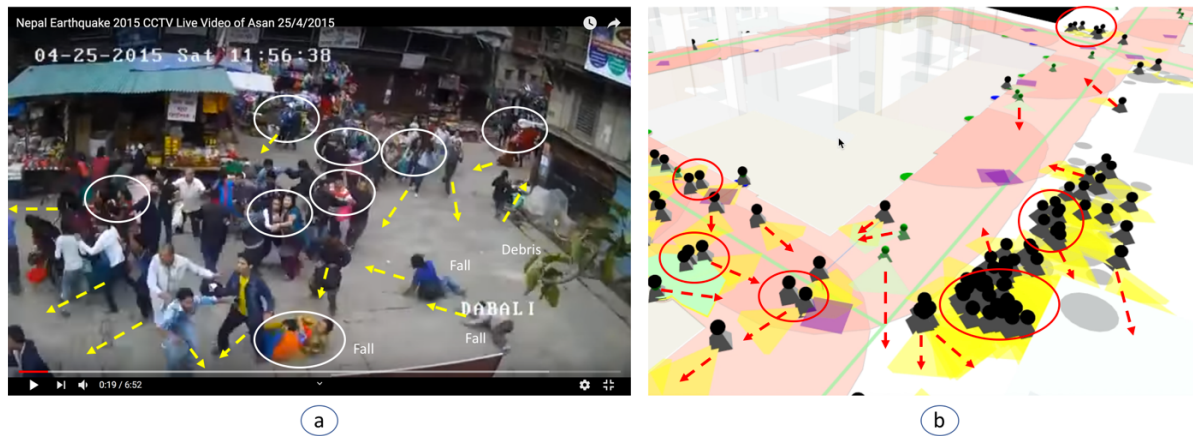 Nepal Earthquake 2015 CCTV Live Video of Asan 25/4/2015
04-25-2015 Sat 11:56:38
Debris
Fall
DABALI
Fall
Fall
0:19 / 6:52
a
b